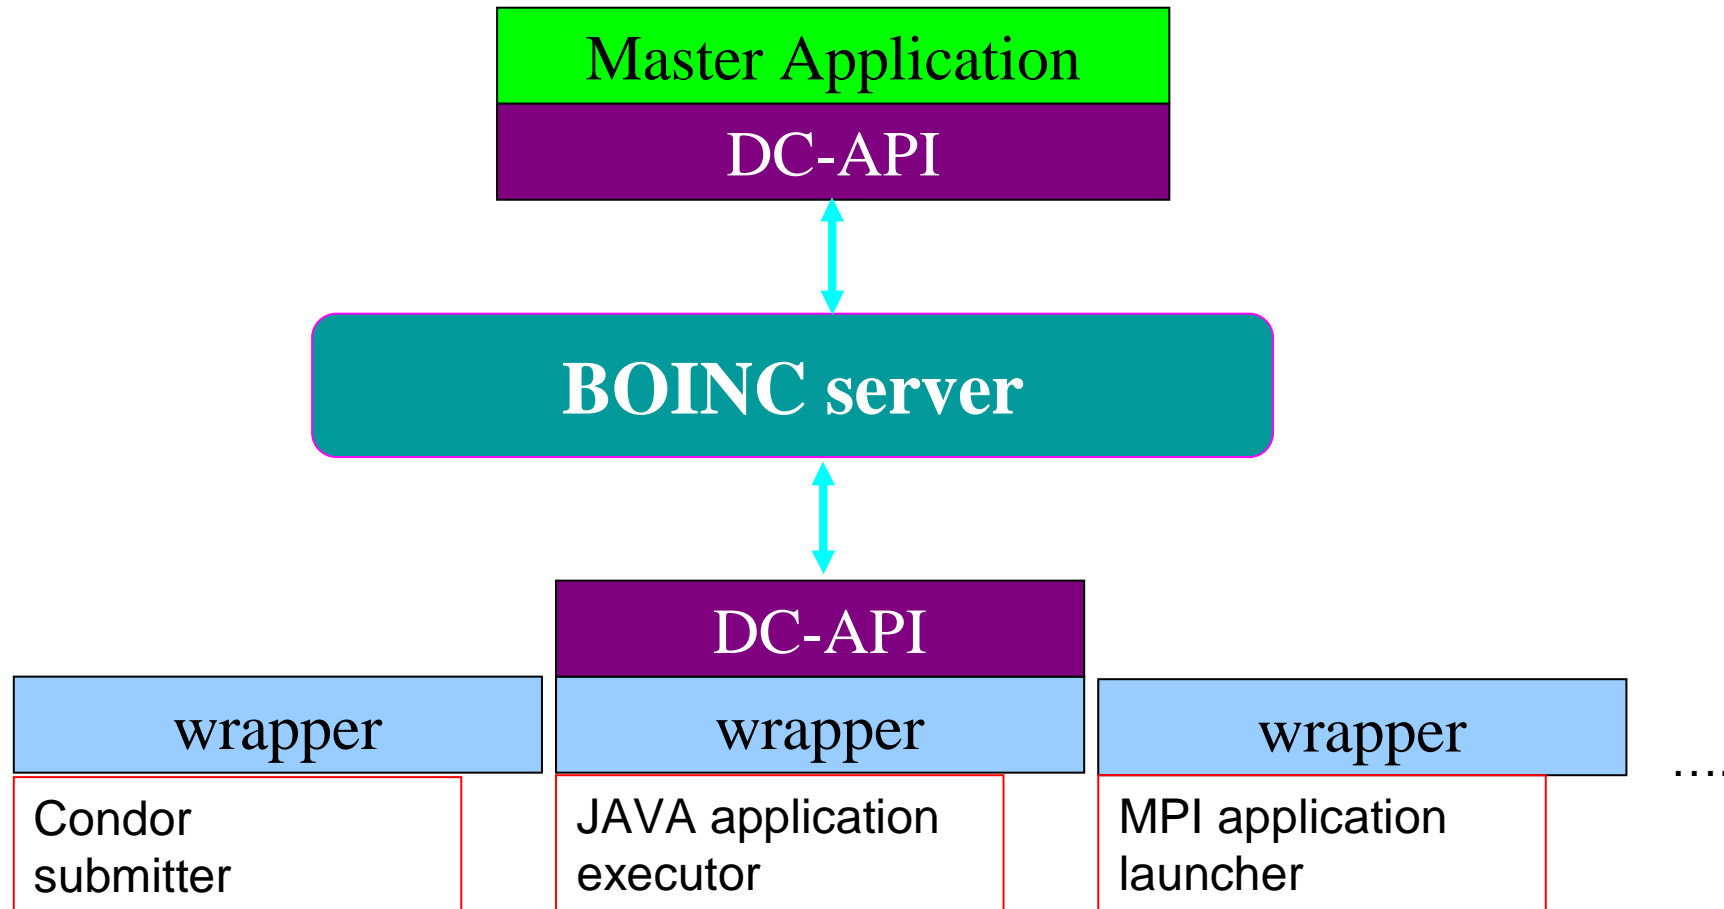 Master Application
DC-API
BOINC server
DC-API
wrapper
wrapper
wrapper
.....
Condor
submitter
JAVA application
executor
MPI application
launcher